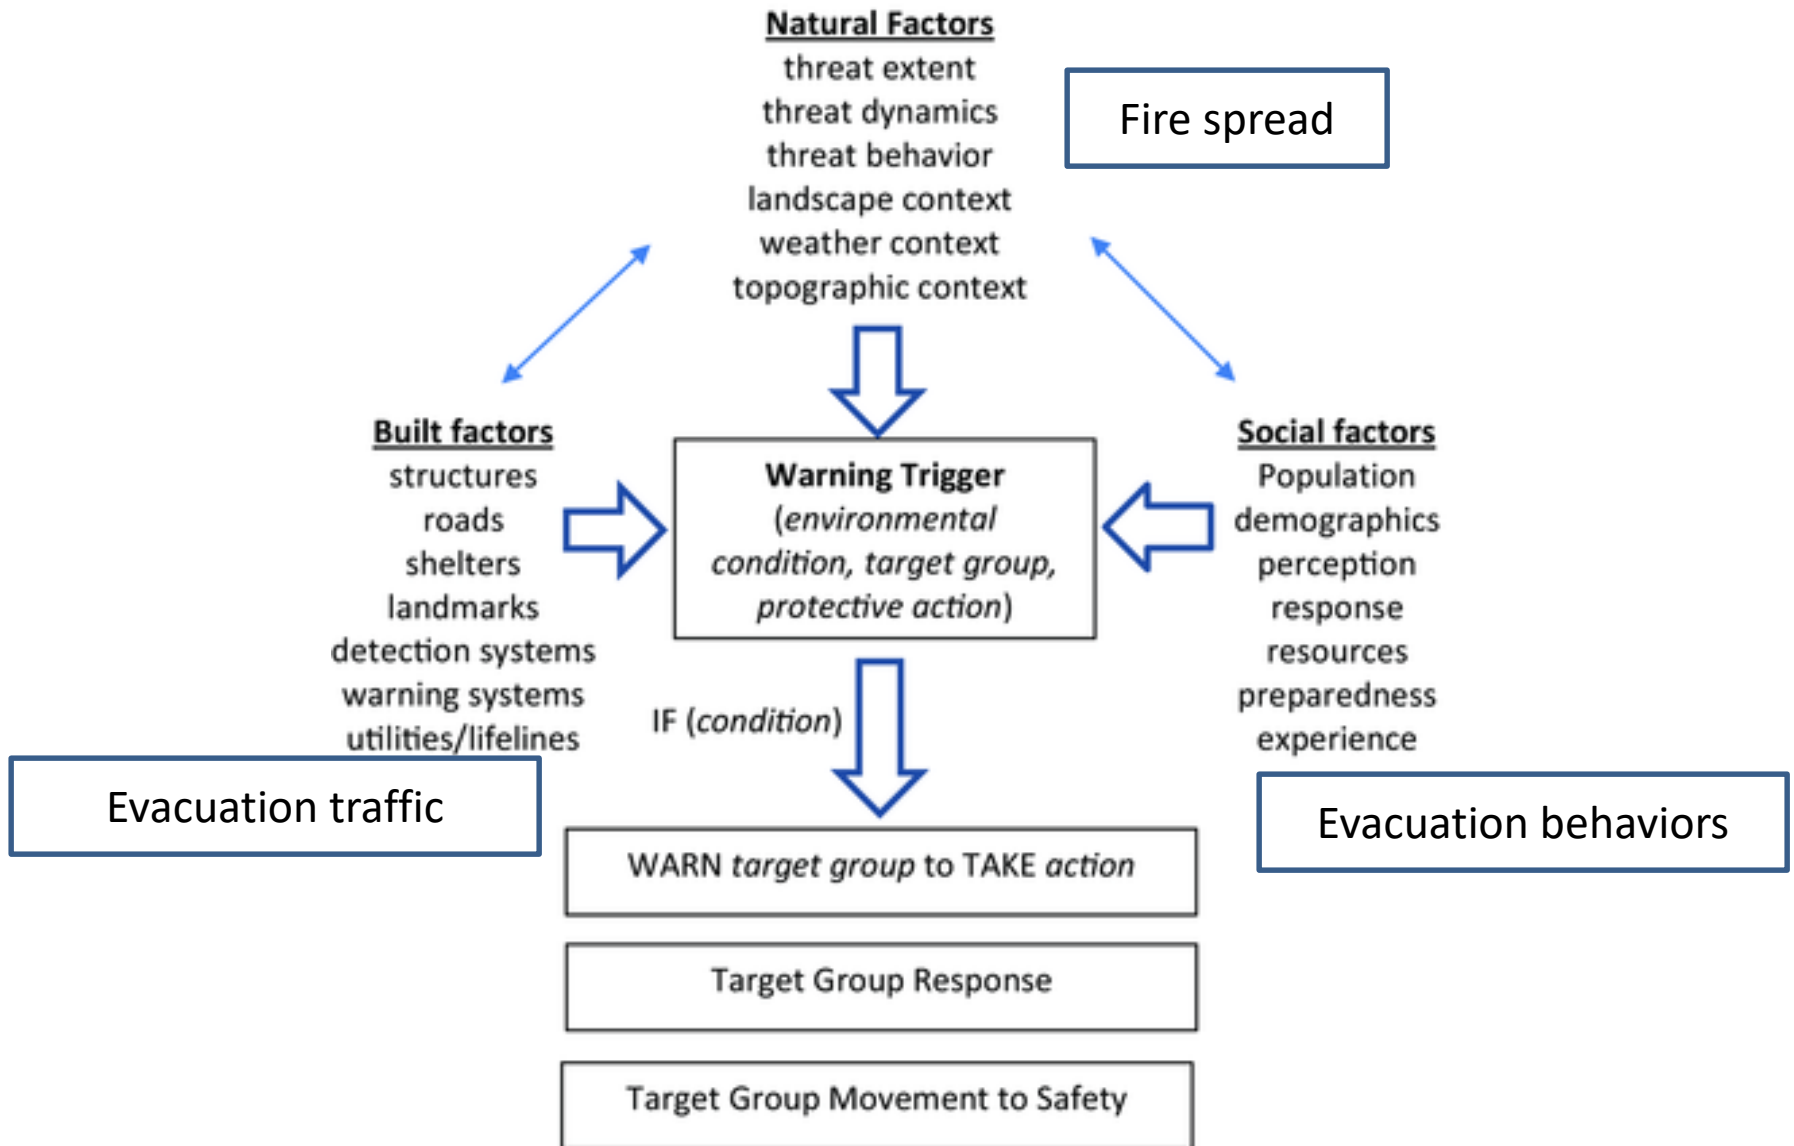 Natural Factors
threat extent
threat dynamics
threat behavior
landscape context
weather context
topographic context
Fire spread
Built factors
structures
roads
shelters
landmarks
detection systems
warning systems
utilities/lifelines
Evacuation traffic
Warning Trigger
(environmental
condition, target group,
protective action)
Social factors
Population
demographics
perception
response
resources
preparedness
experience
Evacuation behaviors
IF (condition)
WARN target group to TAKE action
Target Group Response
Target Group Movement to Safety